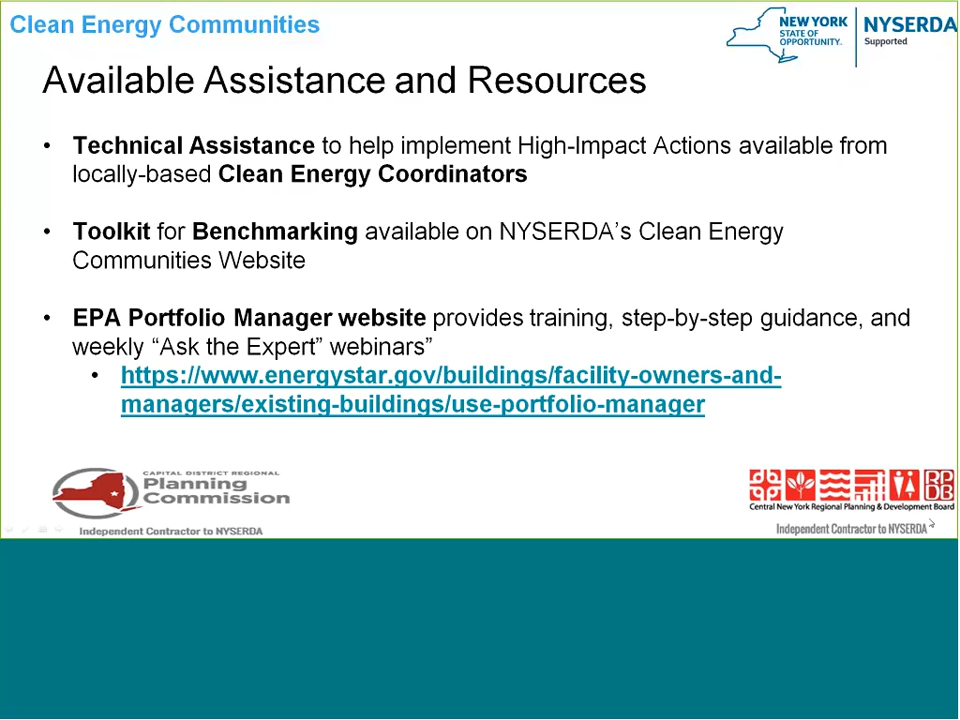 Clean Energy Communities
NEW YORK
STATE OF
OPPORTUNITY.
NYSERDA
Supported
Available Assistance and Resources
• Technical Assistance to help implement High-Impact Actions available from
locally-based Clean Energy Coordinators
• Toolkit for Benchmarking available on NYSERDA's Clean Energy
Communities Website
• EPA Portfolio Manager website provides training, step-by-step guidance, and
weekly “Ask the Expert” webinars”
• https://www.energystar.gov/buildings/facility-owners-and-
managers/existing-buildings/use-portfolio-manager
CAPITAL DISTRICT REGIONAL
Planning
Commission
Independent Contractor to NYSERDA
RP
DB
Central New York Regional Planning & Development Board
Independent Contractor to NYSERDA